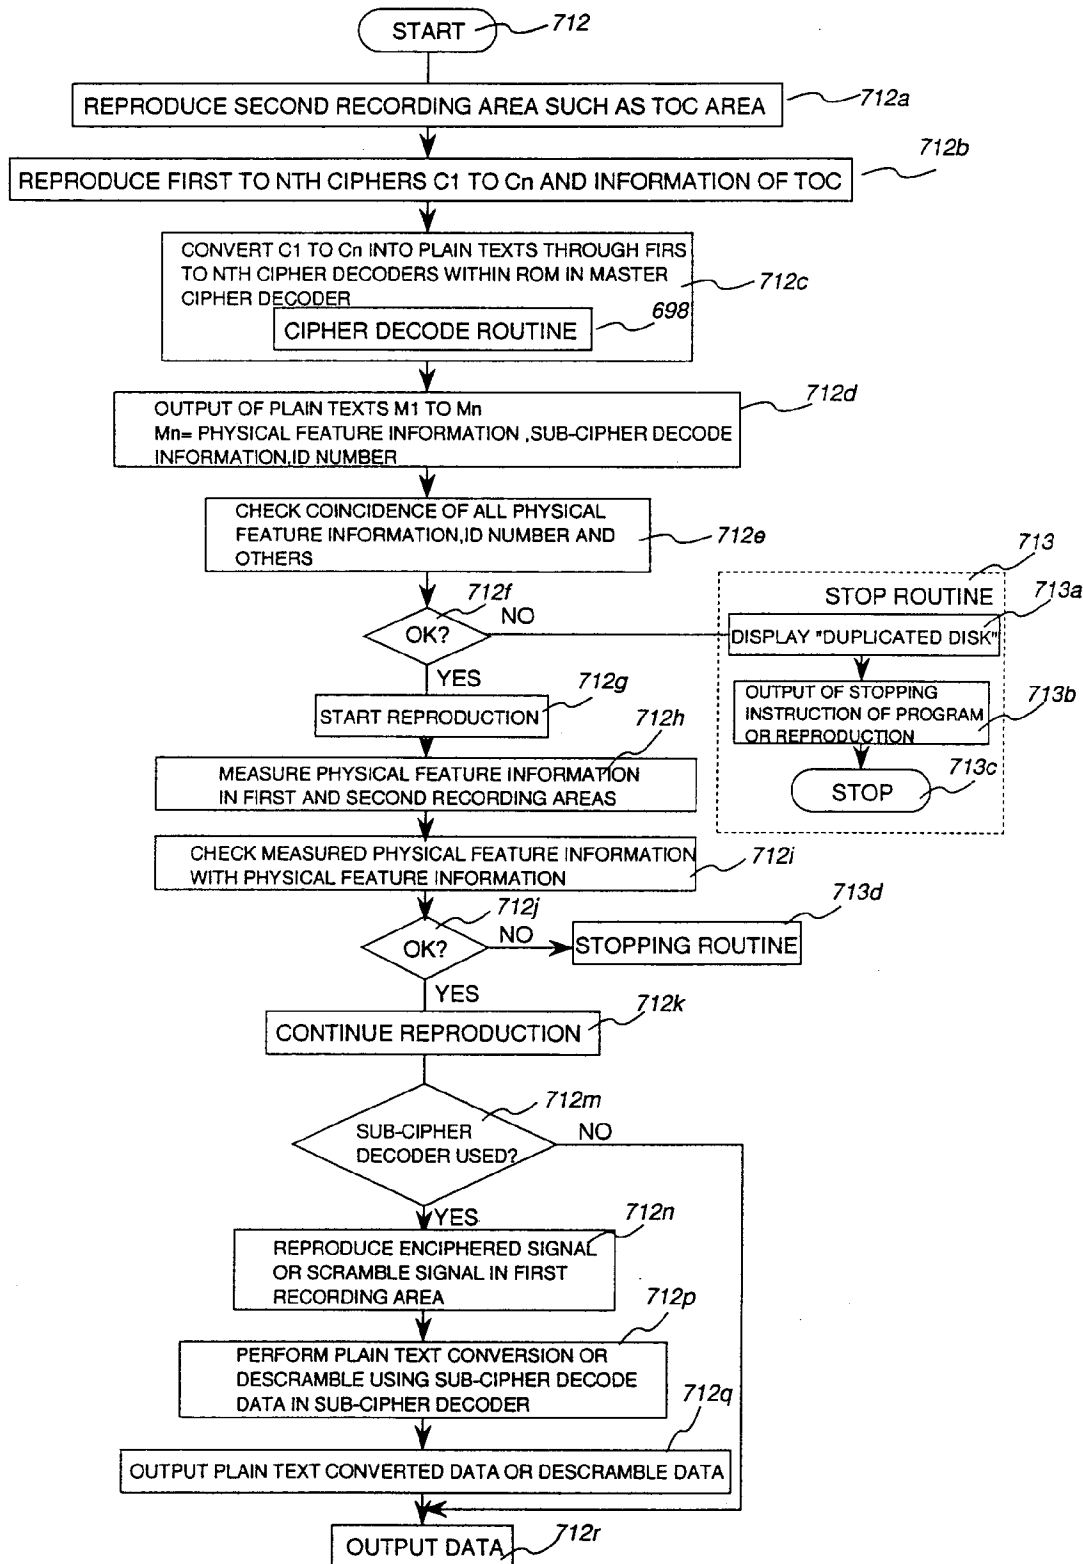 START
712
REPRODUCE SECOND RECORDING AREA SUCH AS TOC AREA
712a
712b
REPRODUCE FIRST TO NTH CIPHERS C1 TO Cn AND INFORMATION OF TOC
CONVERT C1 TO Cn INTO PLAIN TEXTS THROUGH FIRS
TO NTH CIPHER DECODERS WITHIN ROM IN MASTER
CIPHER DECODER
712c
698
CIPHER DECODE ROUTINE
712d
OUTPUT OF PLAIN TEXTS M1 TO Mn
Mn= PHYSICAL FEATURE INFORMATION ,SUB-CIPHER DECODE
INFORMATION,ID NUMBER
CHECK COINCIDENCE OF ALL PHYSICAL
FEATURE INFORMATION,ID NUMBER AND
OTHERS
712e
712f
OK?
NO
YES
713
STOP ROUTINE
713a
DISPLAY "DUPLICATED DISK"
OUTPUT OF STOPPING
INSTRUCTION OF PROGRAM
OR REPRODUCTION
713b
STOP
713c
712g
START REPRODUCTION
712h
MEASURE PHYSICAL FEATURE INFORMATION
IN FIRST AND SECOND RECORDING AREAS
CHECK MEASURED PHYSICAL FEATURE INFORMATION
WITH PHYSICAL FEATURE INFORMATION
712i
712j
OK?
NO
713d
STOPPING ROUTINE
YES
712k
CONTINUE REPRODUCTION
712m
SUB-CIPHER
DECODER USED?
NO
YES
712n
REPRODUCE ENCIPHERED SIGNAL
OR SCRAMBLE SIGNAL IN FIRST
RECORDING AREA
712p
PERFORM PLAIN TEXT CONVERSION OR
DESCRAMBLE USING SUB-CIPHER DECODE
DATA IN SUB-CIPHER DECODER
712q
OUTPUT PLAIN TEXT CONVERTED DATA OR DESCRAMBLE DATA
OUTPUT DATA
712r